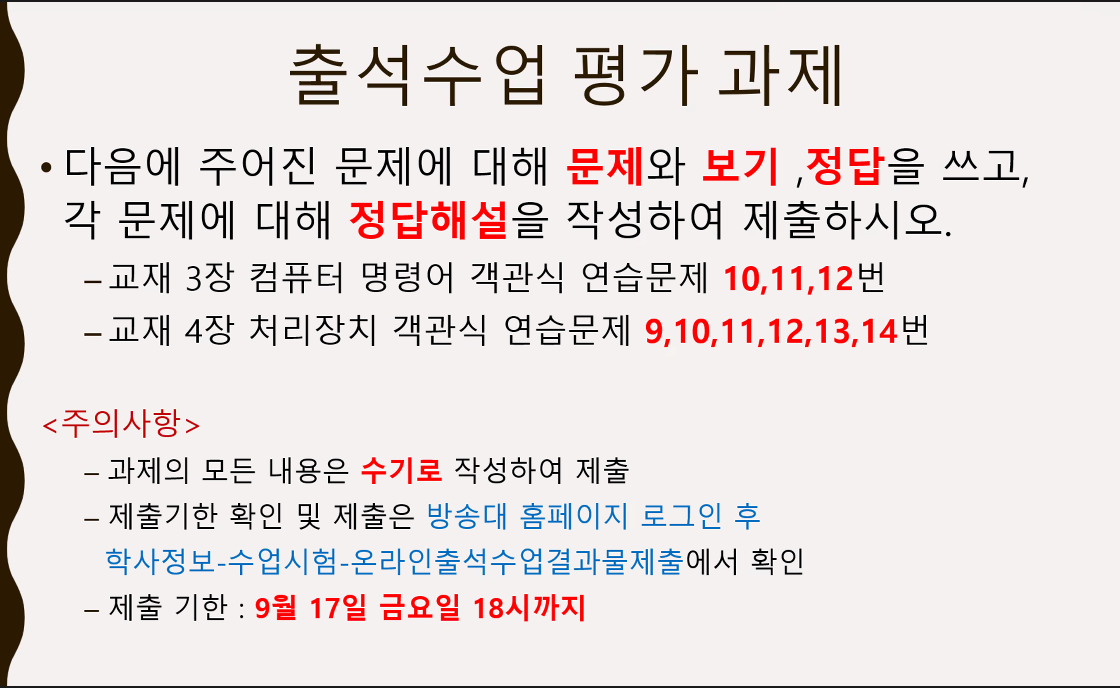 출석수업 평가 과제
• 다음에 주어진 문제에 대해 문제와 보기 ,정답을 쓰고,
각 문제에 대해 정답해설을 작성하여 제출하시오.
– 교재 3장 컴퓨터 명령어 객관식 연습문제 10,11,12번
– 교재 4장 처리장치 객관식 연습문제 9,10,11,12,13,14번
<주의사항>
– 과제의 모든 내용은 수기로 작성하여 제출
– 제출기한 확인 및 제출은 방송대 홈페이지 로그인 후
학사정보-수업시험-온라인출석수업결과물제출에서 확인
– 제출 기한 : 9월 17일 금요일 18시까지